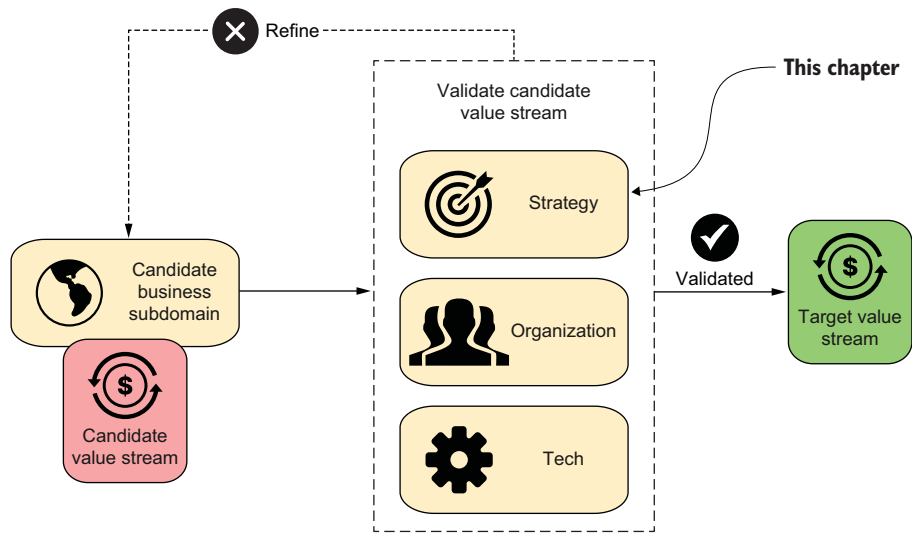 Refine
This chapter
Validate candidate
value stream
Strategy
Candidate
business
subdomain
Validated
$
Target value
stream
Organization
$
Candidate
value stream
Tech